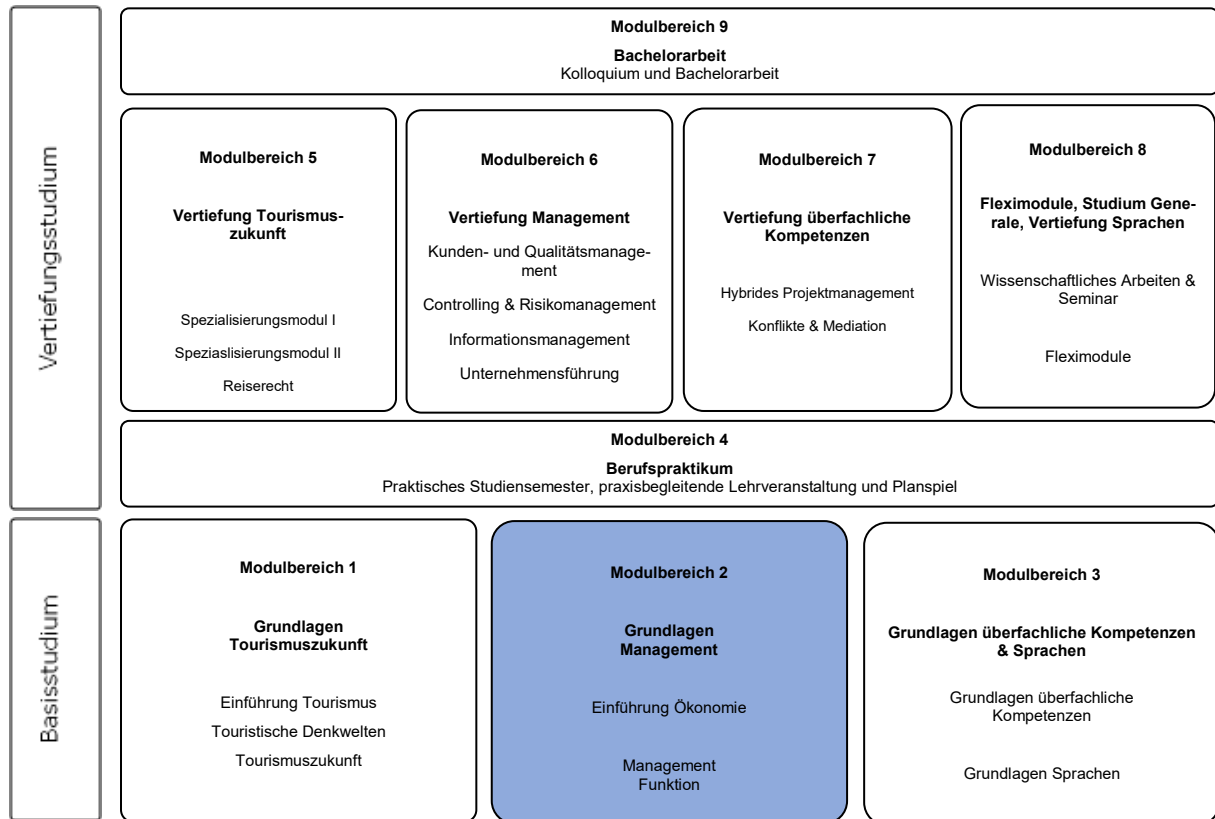 Vertiefungsstudium
Modulbereich 9
Bachelorarbeit
Kolloquium und Bachelorarbeit
Modulbereich 5
Vertiefung Tourismus-
zukunft
Spezialisierungsmodul I
Speziaslisierungsmodul II
Reiserecht
Modulbereich 6
Vertiefung Management
Kunden- und Qualitätsmanage-
ment
Controlling & Risikomanagement
Informationsmanagement
Unternehmensführung
Modulbereich 7
Vertiefung überfachliche
Kompetenzen
Hybrides Projektmanagement
Konflikte & Mediation
Modulbereich 8
Fleximodule, Studium Gene-
rale, Vertiefung Sprachen
Wissenschaftliches Arbeiten &
Seminar
Fleximodule
Modulbereich 4
Berufspraktikum
Praktisches Studiensemester, praxisbegleitende Lehrveranstaltung und Planspiel
Basisstudium
Modulbereich 1
Grundlagen
Tourismuszukunft
Einführung Tourismus
Touristische Denkwelten
Tourismuszukunft
Modulbereich 2
Grundlagen
Management
Einführung Ökonomie
Management
Funktion
Modulbereich 3
Grundlagen überfachliche Kompetenzen
& Sprachen
Grundlagen überfachliche
Kompetenzen
Grundlagen Sprachen